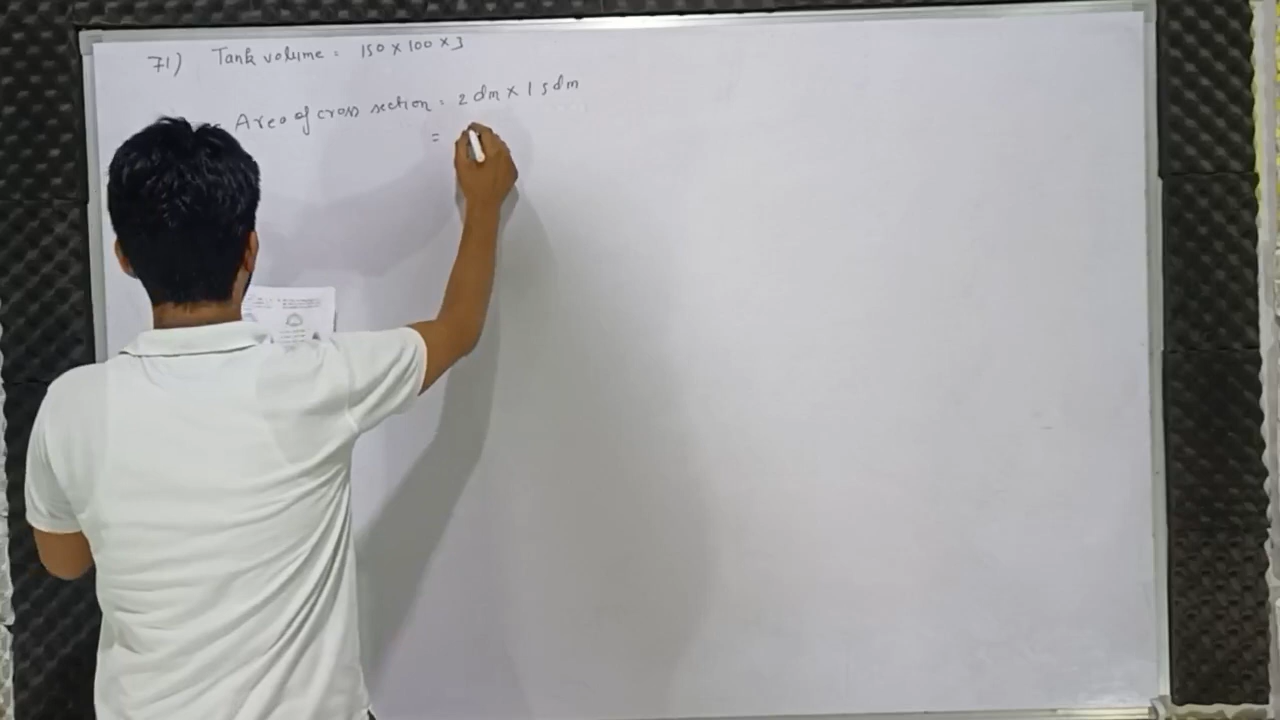 71) Tank volume = 150 × 100 × 3
Area of cross section = 2 dm × 1 5 dm
=